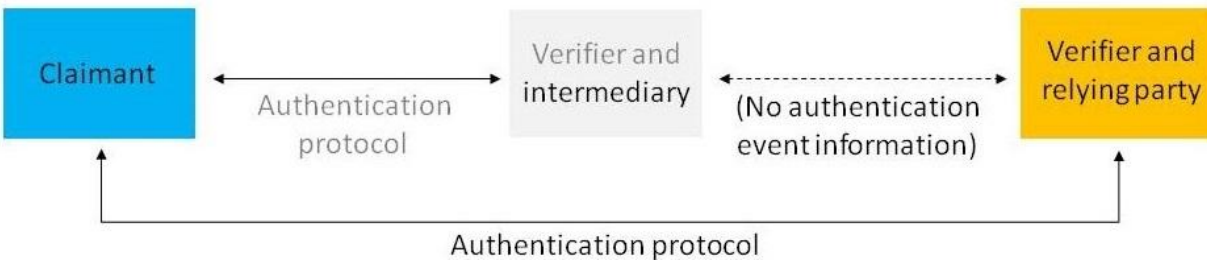 Claimant
Authentication
protocol
Verifier and
intermediary
(No authentication
event information)
Verifier and
relying party
Authentication protocol